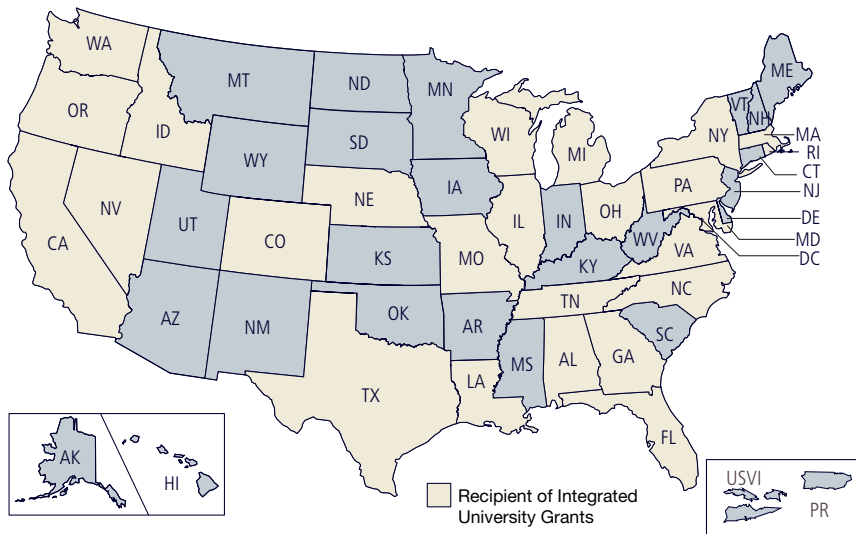 WA
MT
ND
MN
ME
VT
NH
OR
ID
SD
WI
NY
MA
RI
CT
NJ
DE
MD
DC
WY
MI
IA
NE
PA
NV
UT
CO
IL
IN
OH
WV
VA
CA
KS
MO
KY
NC
TN
AZ
NM
OK
AR
SC
MS
AL
GA
LA
TX
FL
AK
HI
USVI
PR
Recipient of Integrated
University Grants